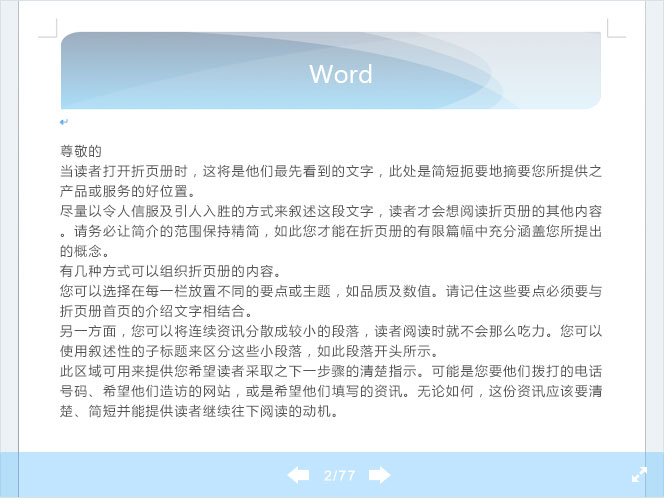 Word
尊敬的
当读者打开折页册时，这将是他们最先看到的文字，此处是简短扼要地摘要您所提供之
产品或服务的好位置。
尽量以令人信服及引人入胜的方式来叙述这段文字，读者才会想阅读折页册的其他内容
。请务必让简介的范围保持精简，如此您才能在折页册的有限篇幅中充分涵盖您所提出
的概念。
有几种方式可以组织折页册的内容。
您可以选择在每一栏放置不同的要点或主题，如品质及数值。请记住这些要点必须要与
折页册首页的介绍文字相结合。
另一方面，您可以将连续资讯分散成较小的段落，读者阅读时就不会那么吃力。您可以
使用叙述性的子标题来区分这些小段落，如此段落开头所示。
此区域可用来提供您希望读者采取之下一步骤的清楚指示。可能是您要他们拨打的电话
号码、希望他们造访的网站，或是希望他们填写的资讯。无论如何，这份资讯应该要清
楚、简短并能提供读者继续往下阅读的动机。
2/77